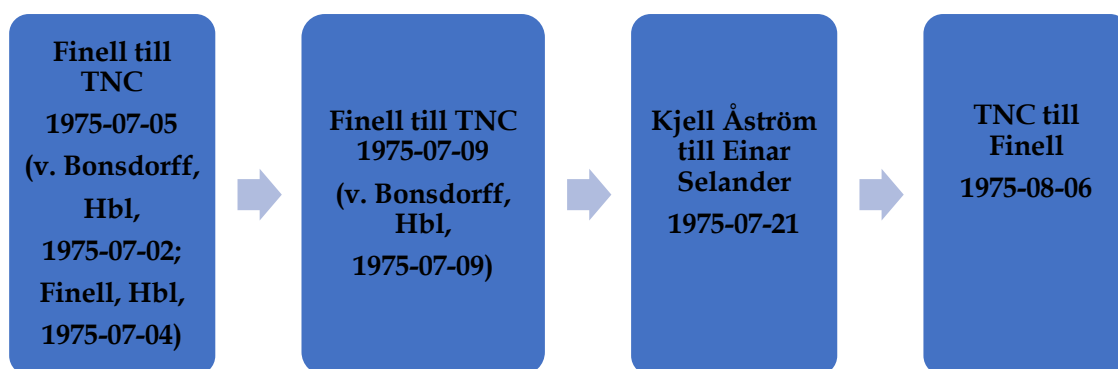 Finell till
TNC
1975-07-05
(v. Bonsdorff,
Hbl,
1975-07-02;
Finell, Hbl,
1975-07-04)
Finell till TNC
1975-07-09
(v. Bonsdorff,
Hbl,
1975-07-09)
Kjell Åström
till Einar
Selander
1975-07-21
TNC till
Finell
1975-08-06